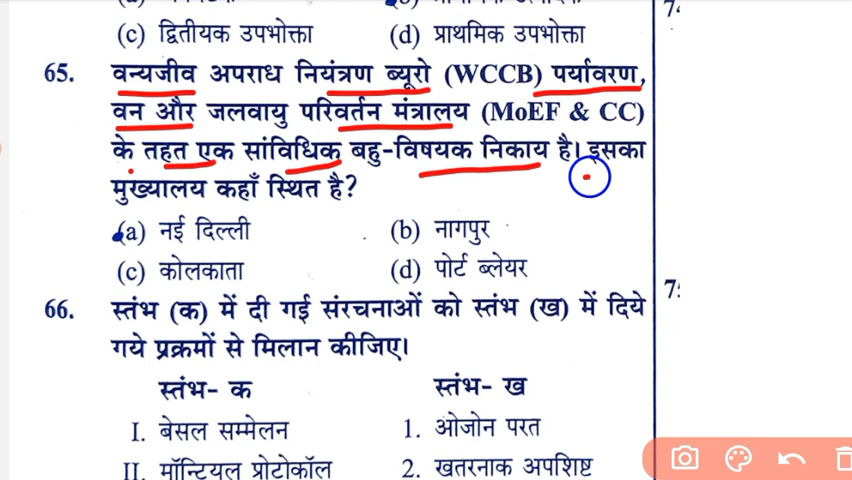 (c) द्वितीयक उपभोक्ता (d) प्राथमिक उपभोक्ता
65. वन्यजीव अपराध नियंत्रण ब्यूरो (WCCB) पर्यावरण,
वन और जलवायु परिवर्तन मंत्रालय (MoEF & CC)
के तहत एक सांविधिक बहु-विषयक निकाय है। इसका
मुख्यालय कहाँ स्थित है?
(a) नई दिल्ली (b) नागपुर
(c) कोलकाता (d) पोर्ट ब्लेयर
66. स्तंभ (क) में दी गई संरचनाओं को स्तंभ (ख) में दिये
गये प्रक्रमों से मिलान कीजिए।
स्तंभ- क स्तंभ- ख
I. बेसल सम्मेलन 1. ओजोन परत
II. मॉन्ट्रियल प्रोटोकॉल 2. खतरनाक अपशिष्ट